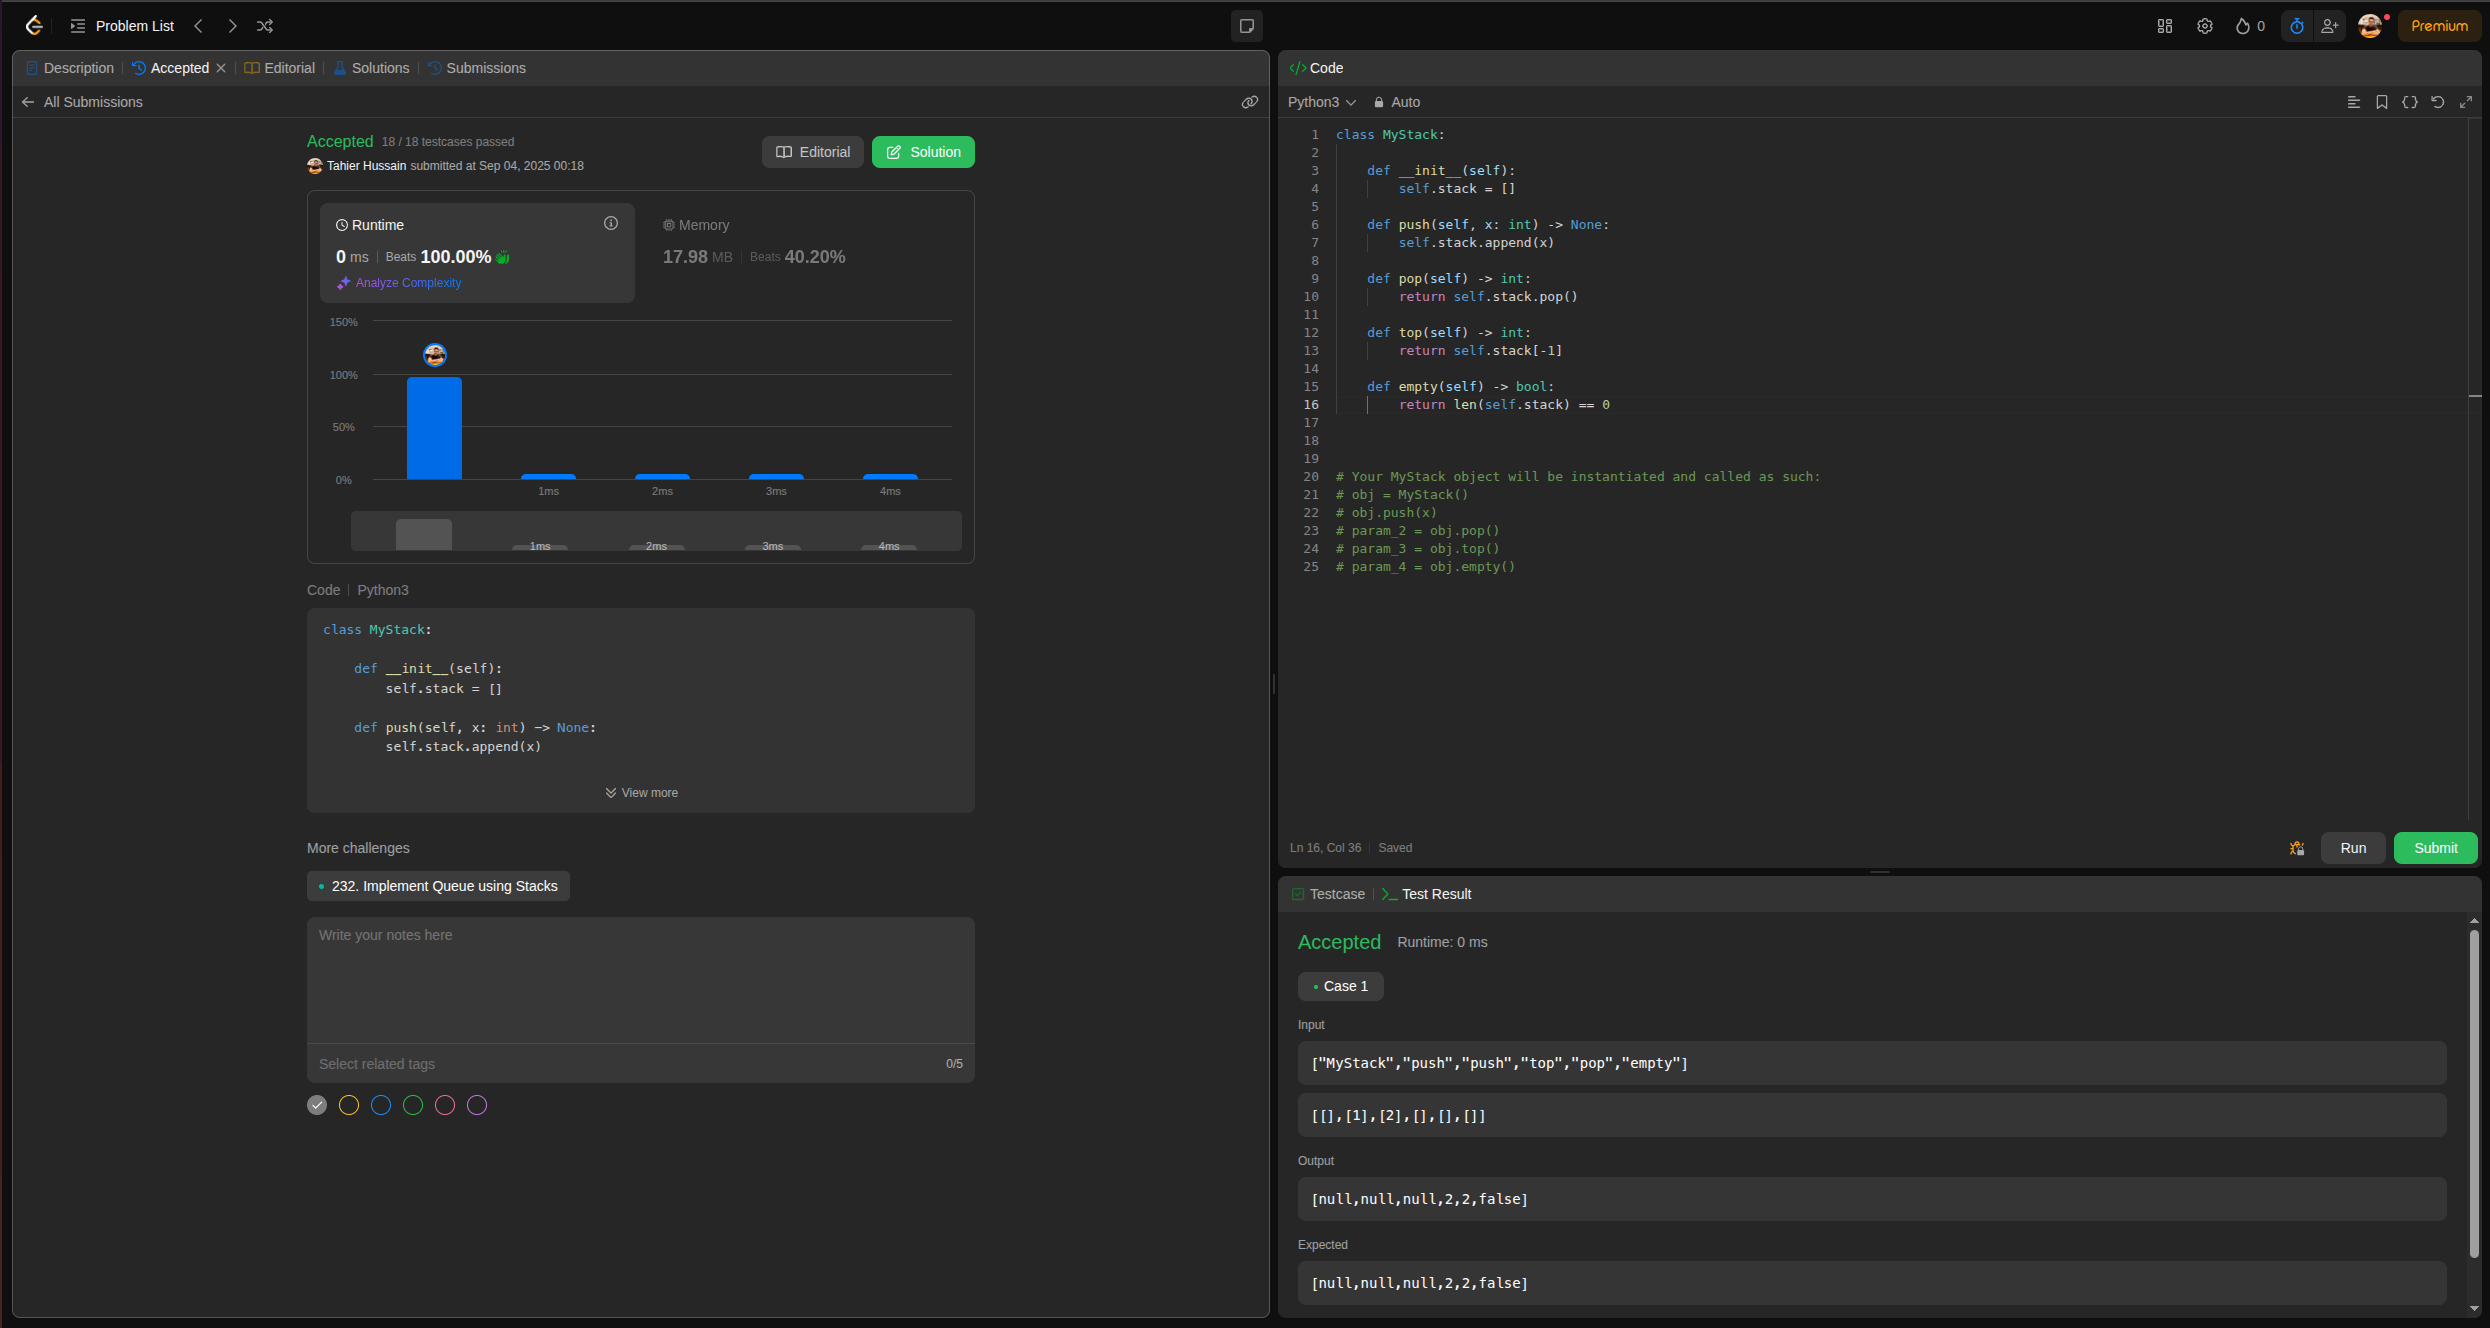 Problem List
0
Premium
Description
Accepted
Editorial
Solutions
Submissions
All Submissions
Accepted 18 / 18 testcases passed
Tahier Hussain submitted at Sep 04, 2025 00:18
Editorial
Solution
Runtime
0 ms Beats 100.00%
Analyze Complexity
Memory
17.98 MB Beats 40.20%
150%
100%
50%
0%
1ms 2ms 3ms 4ms
1ms 2ms 3ms 4ms
Code Python3
class MyStack:
    def __init__(self):
        self.stack = []
    def push(self, x: int) -> None:
        self.stack.append(x)
View more
More challenges
232. Implement Queue using Stacks
Write your notes here
Select related tags 0/5
Code
Python3 Auto
1 class MyStack:
2
3     def __init__(self):
4         self.stack = []
5
6     def push(self, x: int) -> None:
7         self.stack.append(x)
8
9     def pop(self) -> int:
10         return self.stack.pop()
11
12     def top(self) -> int:
13         return self.stack[-1]
14
15     def empty(self) -> bool:
16         return len(self.stack) == 0
17
18
19
20 # Your MyStack object will be instantiated and called as such:
21 # obj = MyStack()
22 # obj.push(x)
23 # param_2 = obj.pop()
24 # param_3 = obj.top()
25 # param_4 = obj.empty()
Ln 16, Col 36 Saved
Run
Submit
Testcase
Test Result
Accepted Runtime: 0 ms
Case 1
Input
["MyStack","push","push","top","pop","empty"]
[[],[1],[2],[],[],[]]
Output
[null,null,null,2,2,false]
Expected
[null,null,null,2,2,false]